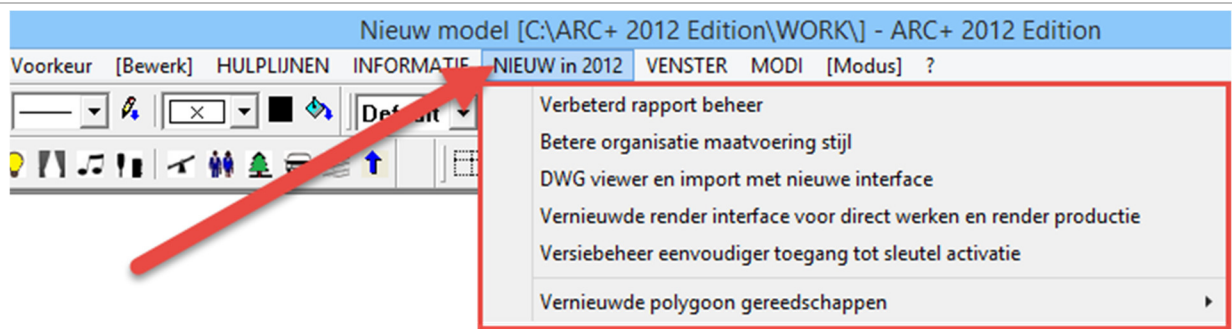 Nieuw model [C:\ARC+ 2012 Edition\WORK\] - ARC+ 2012 Edition
Voorkeur [Bewerk] HULPLIJNEN INFORMATIE NIEUW in 2012 VENSTER MODI [Modus] ?
Default
Verbeterd rapport beheer
Betere organisatie maatvoering stijl
DWG viewer en import met nieuwe interface
Vernieuwde render interface voor direct werken en render productie
Versiebeheer eenvoudiger toegang tot sleutel activatie
Vernieuwde polygoon gereedschappen